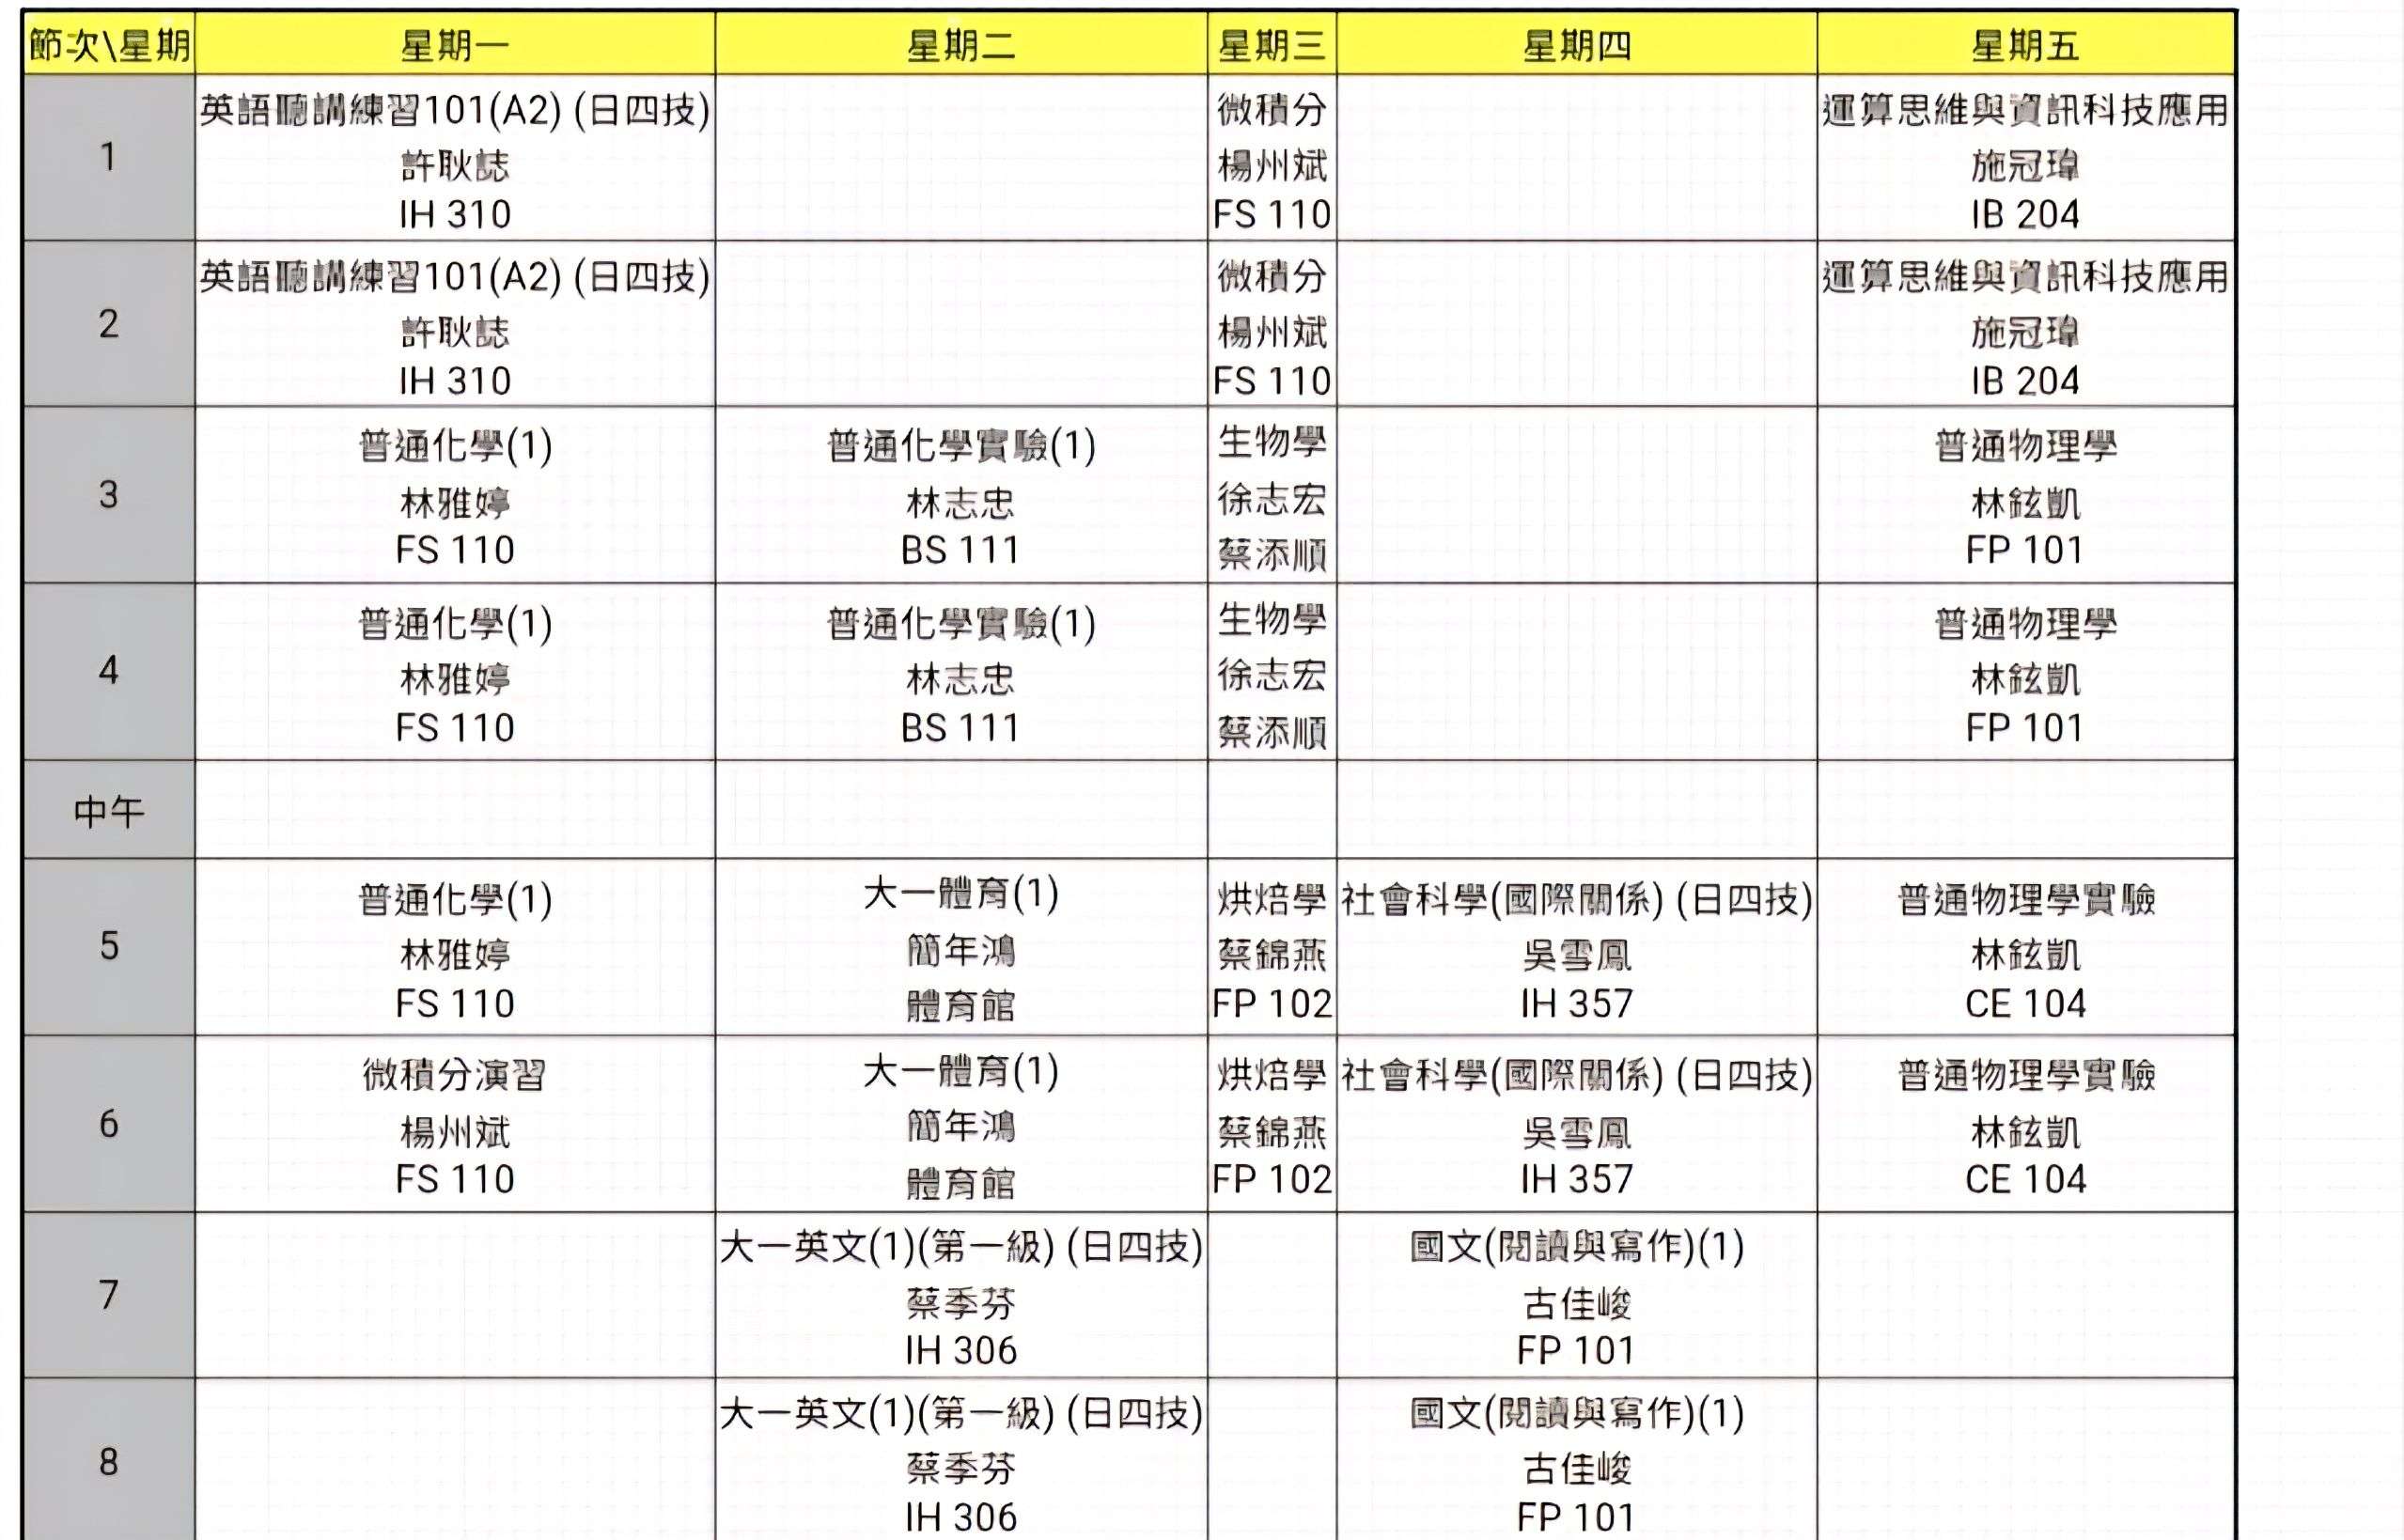 節次\星期 星期一 星期二 星期三 星期四 星期五
1
英語聽講練習101(A2) (日四技)
許耿誌
IH 310
微積分
楊州斌
FS 110
運算思維與資訊科技應用
施冠瑋
IB 204
2
英語聽講練習101(A2) (日四技)
許耿誌
IH 310
微積分
楊州斌
FS 110
運算思維與資訊科技應用
施冠瑋
IB 204
3
普通化學(1)
林雅婷
FS 110
普通化學實驗(1)
林志忠
BS 111
生物學
徐志宏
蔡添順
普通物理學
林鉉凱
FP 101
4
普通化學(1)
林雅婷
FS 110
普通化學實驗(1)
林志忠
BS 111
生物學
徐志宏
蔡添順
普通物理學
林鉉凱
FP 101
中午
5
普通化學(1)
林雅婷
FS 110
大一體育(1)
簡年鴻
體育館
烘焙學
蔡錦燕
FP 102
社會科學(國際關係) (日四技)
吳雪鳳
IH 357
普通物理學實驗
林鉉凱
CE 104
6
微積分演習
楊州斌
FS 110
大一體育(1)
簡年鴻
體育館
烘焙學
蔡錦燕
FP 102
社會科學(國際關係) (日四技)
吳雪鳳
IH 357
普通物理學實驗
林鉉凱
CE 104
7
大一英文(1)(第一級) (日四技)
蔡季芬
IH 306
國文(閱讀與寫作)(1)
古佳峻
FP 101
8
大一英文(1)(第一級) (日四技)
蔡季芬
IH 306
國文(閱讀與寫作)(1)
古佳峻
FP 101